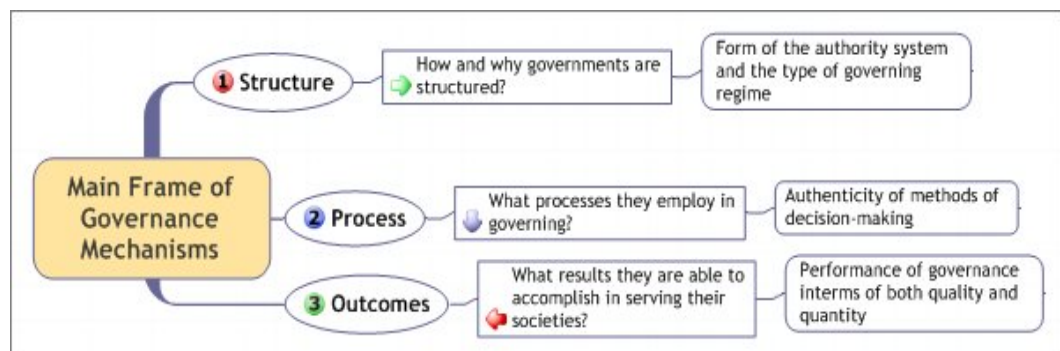 Main Frame of
Governance
Mechanisms
1 Structure
How and why governments are
structured?
Form of the authority system
and the type of governing
regime
2 Process
What processes they employ in
governing?
Authenticity of methods of
decision-making
3 Outcomes
What results they are able to
accomplish in serving their
societies?
Performance of governance
interms of both quality and
quantity